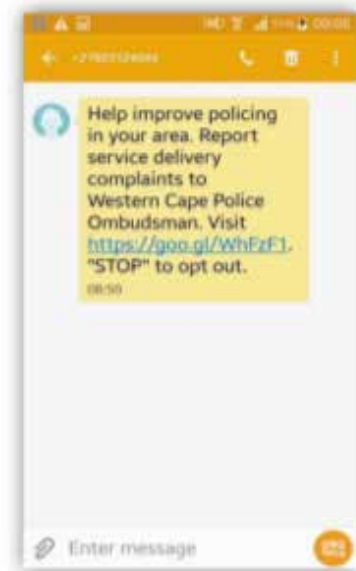 Help improve policing
in your area. Report
service delivery
complaints to
Western Cape Police
Ombudsman. Visit
https://goo.gl/WhFzF1.
"STOP" to opt out.
08:50
Enter message